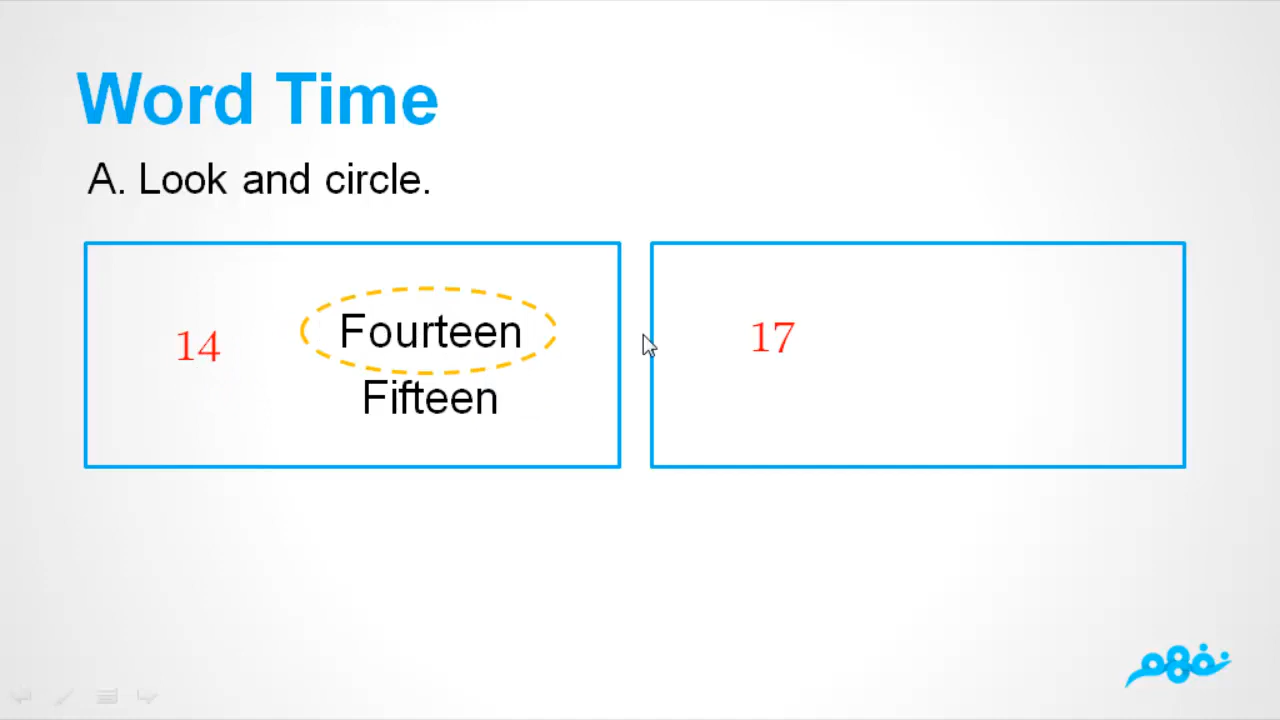 Word Time
A. Look and circle.
14
Fourteen
Fifteen
17
نفهم